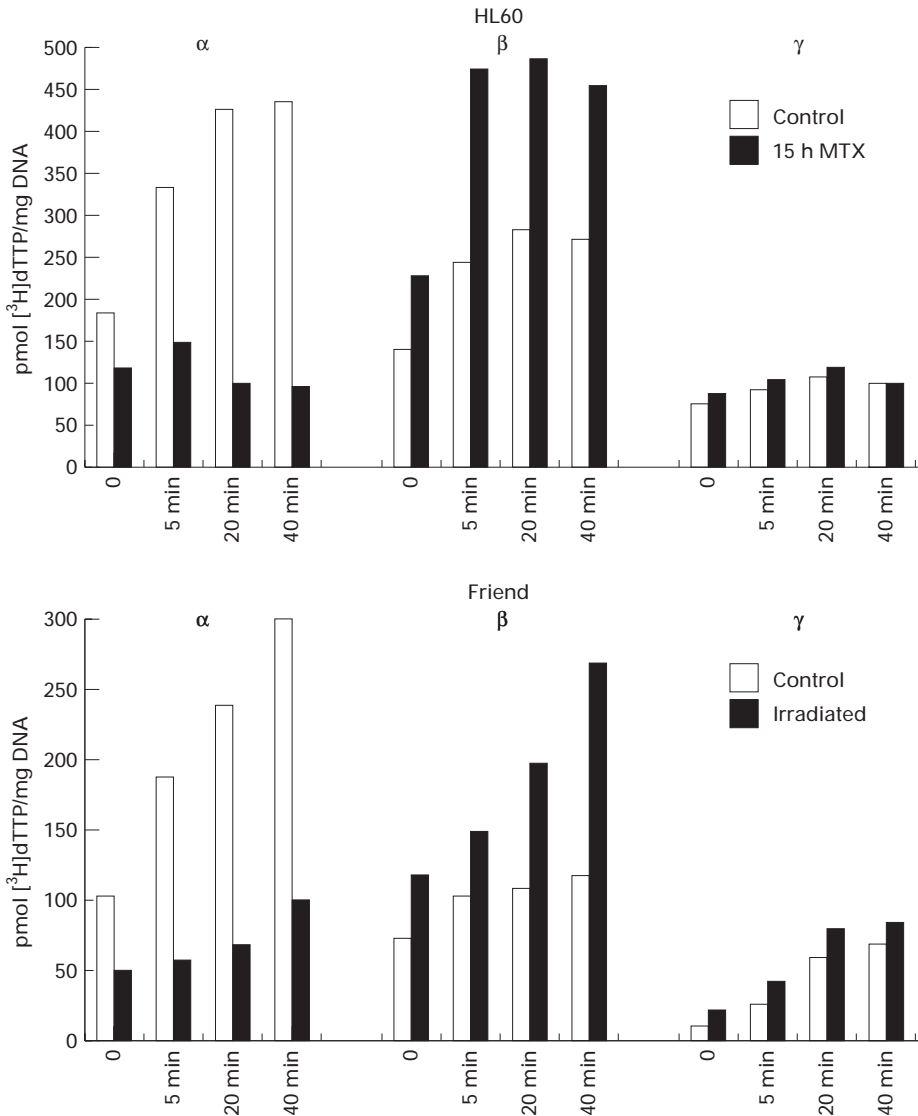 HL60
α β γ
500
450
400
350
300
250
200
150
100
50
0
pmol [³H]dTTP/mg DNA
Control
15 h MTX
0 5 min 20 min 40 min 0 5 min 20 min 40 min 0 5 min 20 min 40 min
Friend
α β γ
300
250
200
150
100
50
0
pmol [³H]dTTP/mg DNA
Control
Irradiated
0 5 min 20 min 40 min 0 5 min 20 min 40 min 0 5 min 20 min 40 min